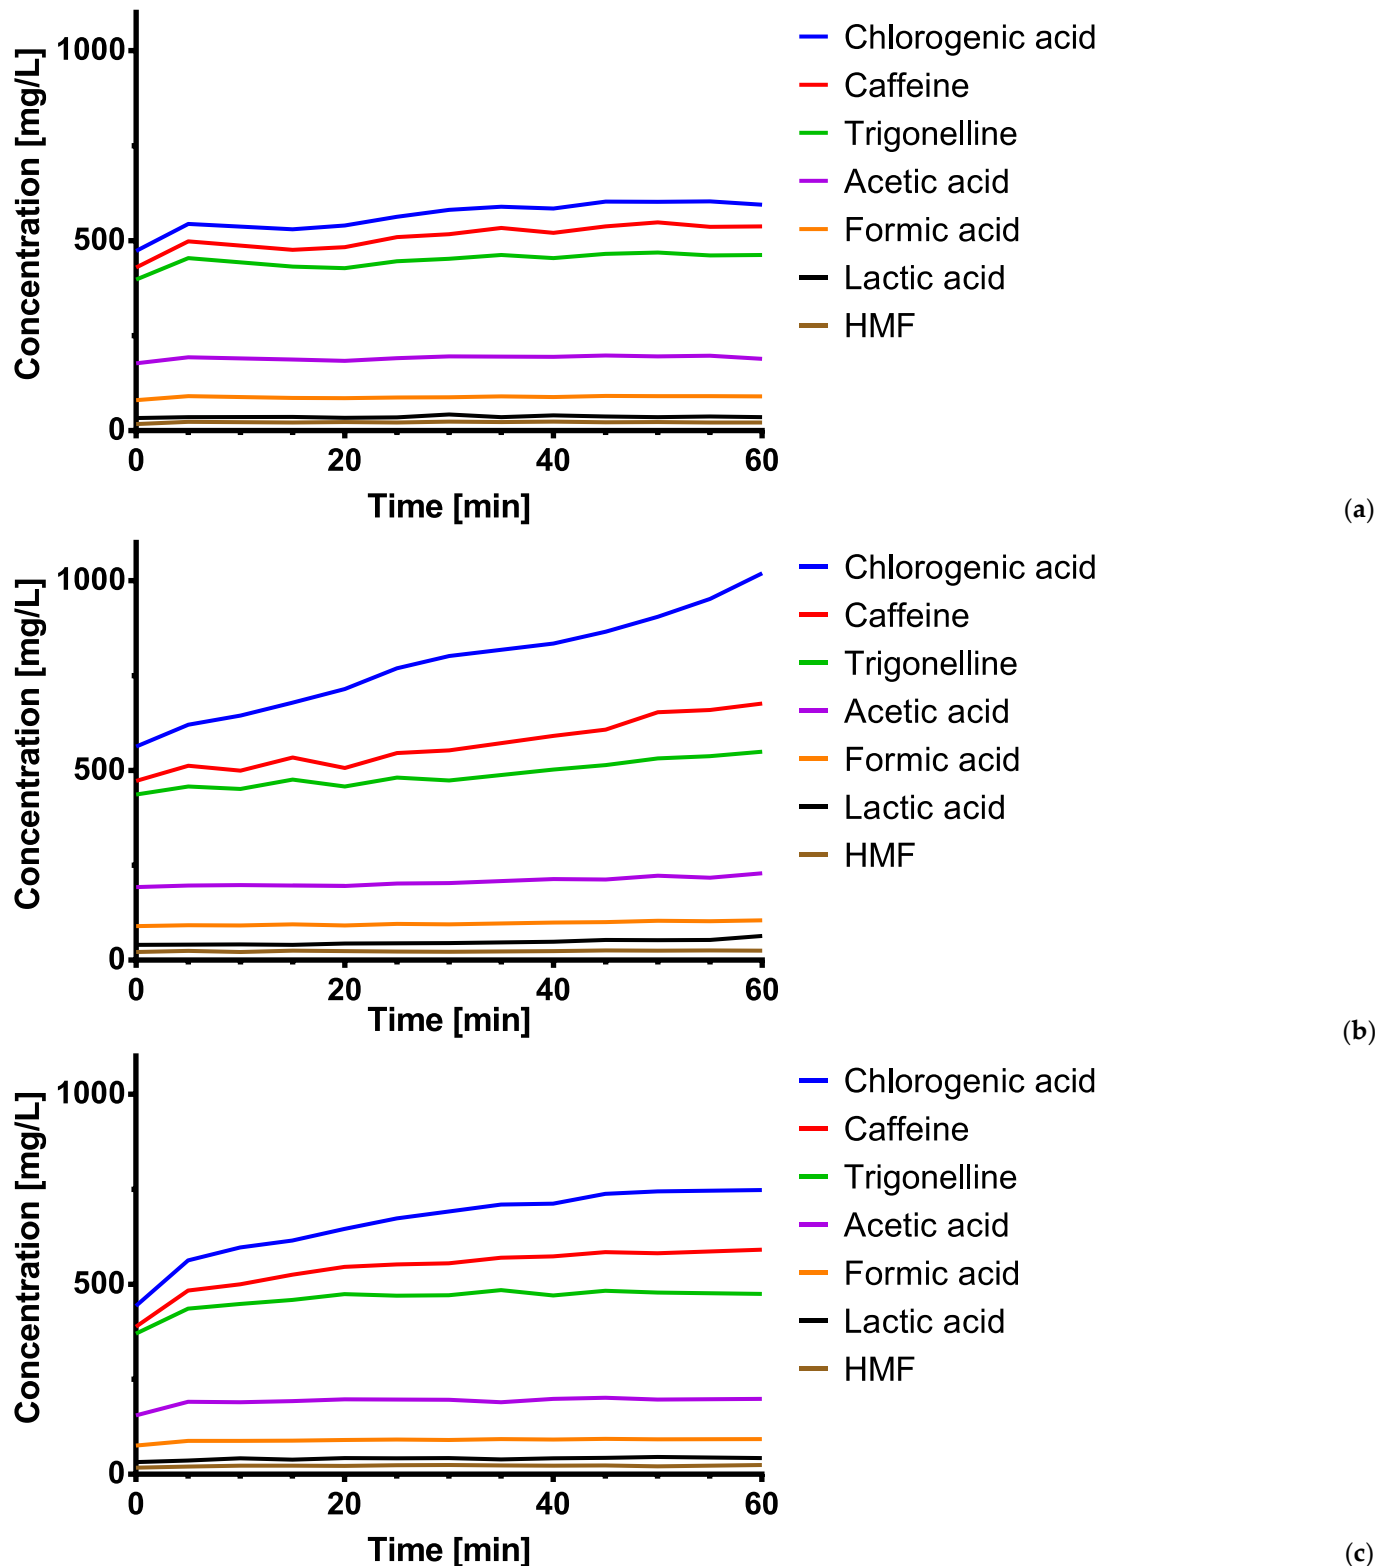 Concentration [mg/L]
1000
500
0
0 20 40 60
Time [min]
Chlorogenic acid
Caffeine
Trigonelline
Acetic acid
Formic acid
Lactic acid
HMF
(a)
Concentration [mg/L]
1000
500
0
0 20 40 60
Time [min]
Chlorogenic acid
Caffeine
Trigonelline
Acetic acid
Formic acid
Lactic acid
HMF
(b)
Concentration [mg/L]
1000
500
0
0 20 40 60
Time [min]
Chlorogenic acid
Caffeine
Trigonelline
Acetic acid
Formic acid
Lactic acid
HMF
(c)